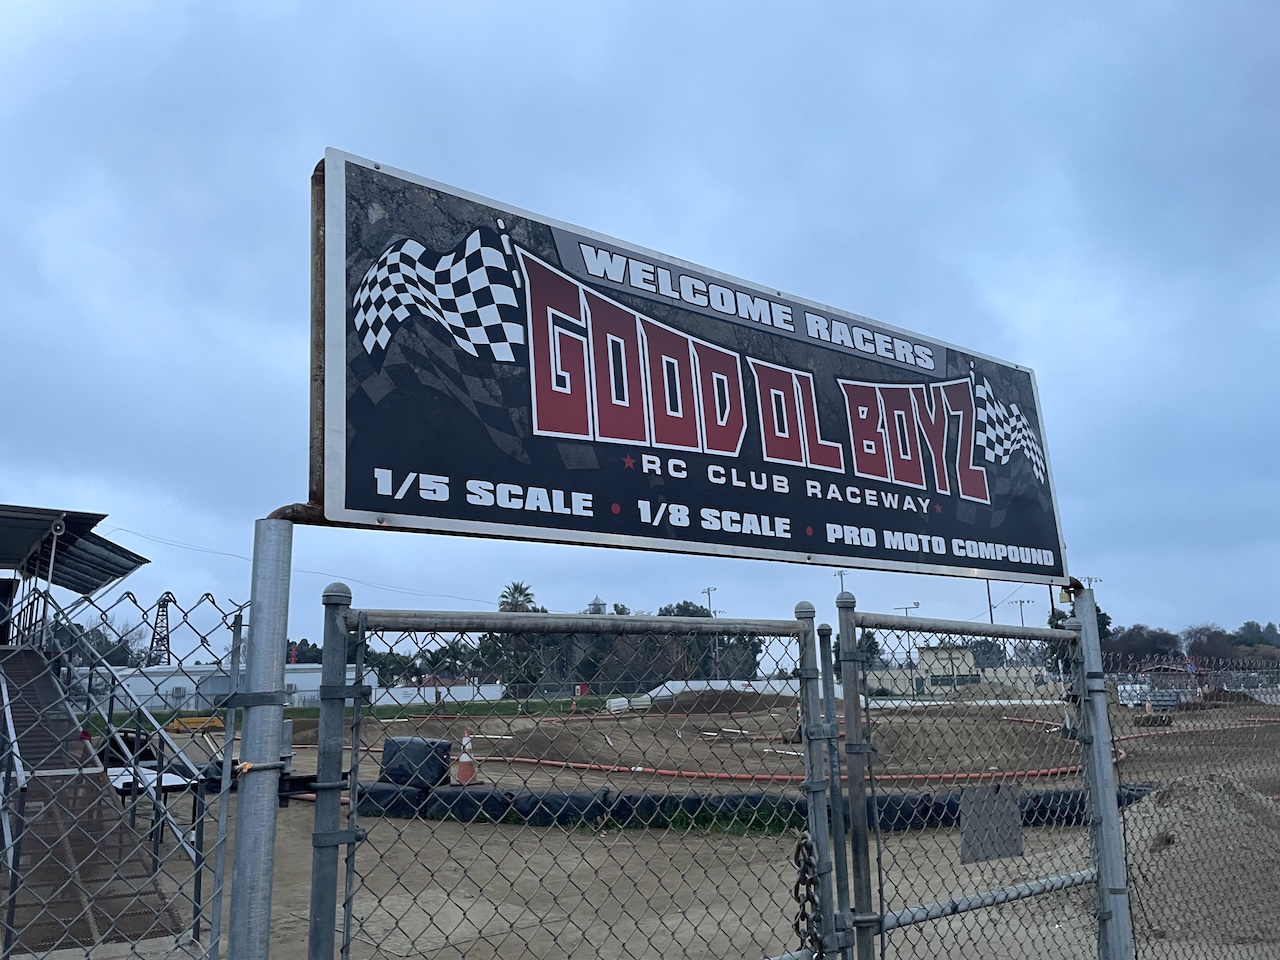 WELCOME RACERS
GOOD OL BOYZ
RC CLUB RACEWAY
1/5 SCALE • 1/8 SCALE • PRO MOTO COMPOUND